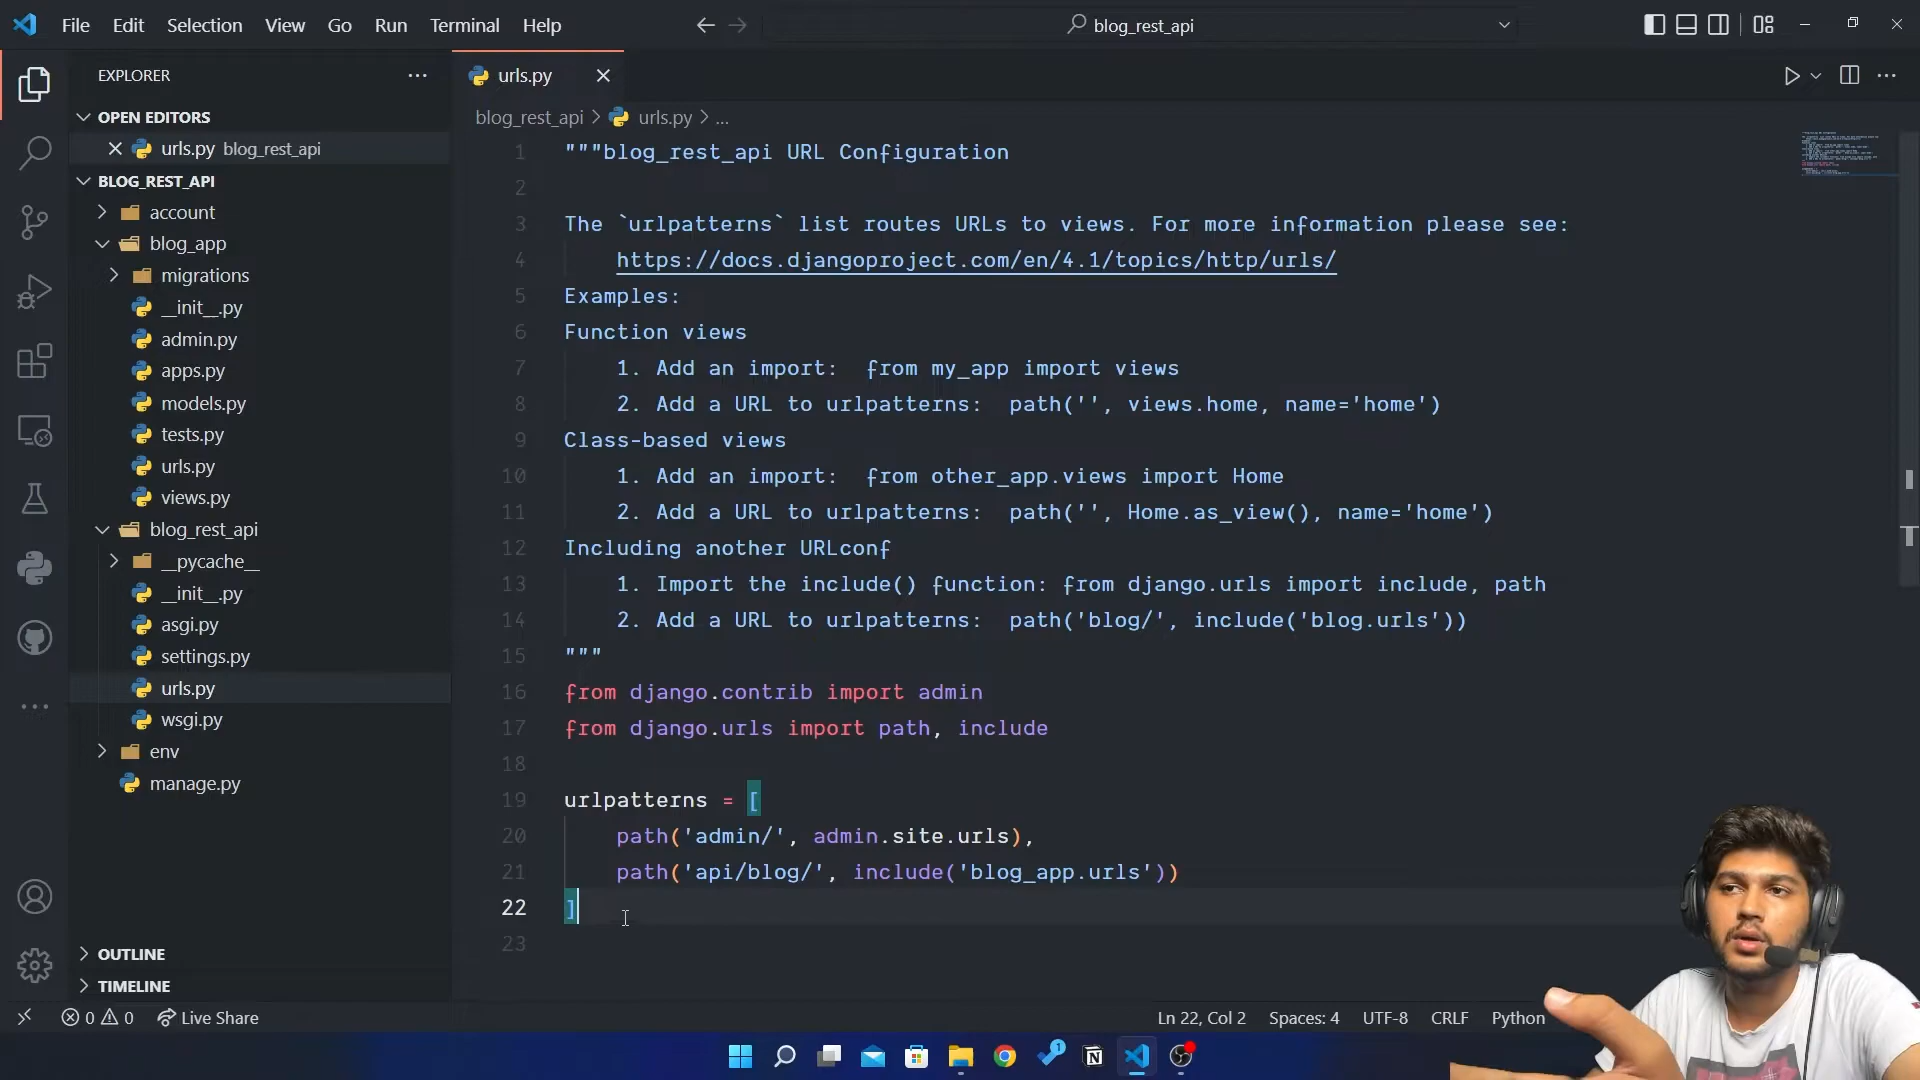 File Edit Selection View Go Run Terminal Help
blog_rest_api
EXPLORER
OPEN EDITORS
urls.py blog_rest_api
BLOG_REST_API
account
blog_app
migrations
__init__.py
admin.py
apps.py
models.py
tests.py
urls.py
views.py
blog_rest_api
__pycache__
__init__.py
asgi.py
settings.py
urls.py
wsgi.py
env
manage.py
OUTLINE
TIMELINE
urls.py
blog_rest_api > urls.py > ...
1 """blog_rest_api URL Configuration
2
3 The `urlpatterns` list routes URLs to views. For more information please see:
4 https://docs.djangoproject.com/en/4.1/topics/http/urls/
5 Examples:
6 Function views
7 1. Add an import:  from my_app import views
8 2. Add a URL to urlpatterns:  path('', views.home, name='home')
9 Class-based views
10 1. Add an import:  from other_app.views import Home
11 2. Add a URL to urlpatterns:  path('', Home.as_view(), name='home')
12 Including another URLconf
13 1. Import the include() function: from django.urls import include, path
14 2. Add a URL to urlpatterns:  path('blog/', include('blog.urls'))
15 """
16 from django.contrib import admin
17 from django.urls import path, include
18
19 urlpatterns = [
20 path('admin/', admin.site.urls),
21 path('api/blog/', include('blog_app.urls'))
22 ]
23
0 0 Live Share
Ln 22, Col 2 Spaces: 4 UTF-8 CRLF Python
1